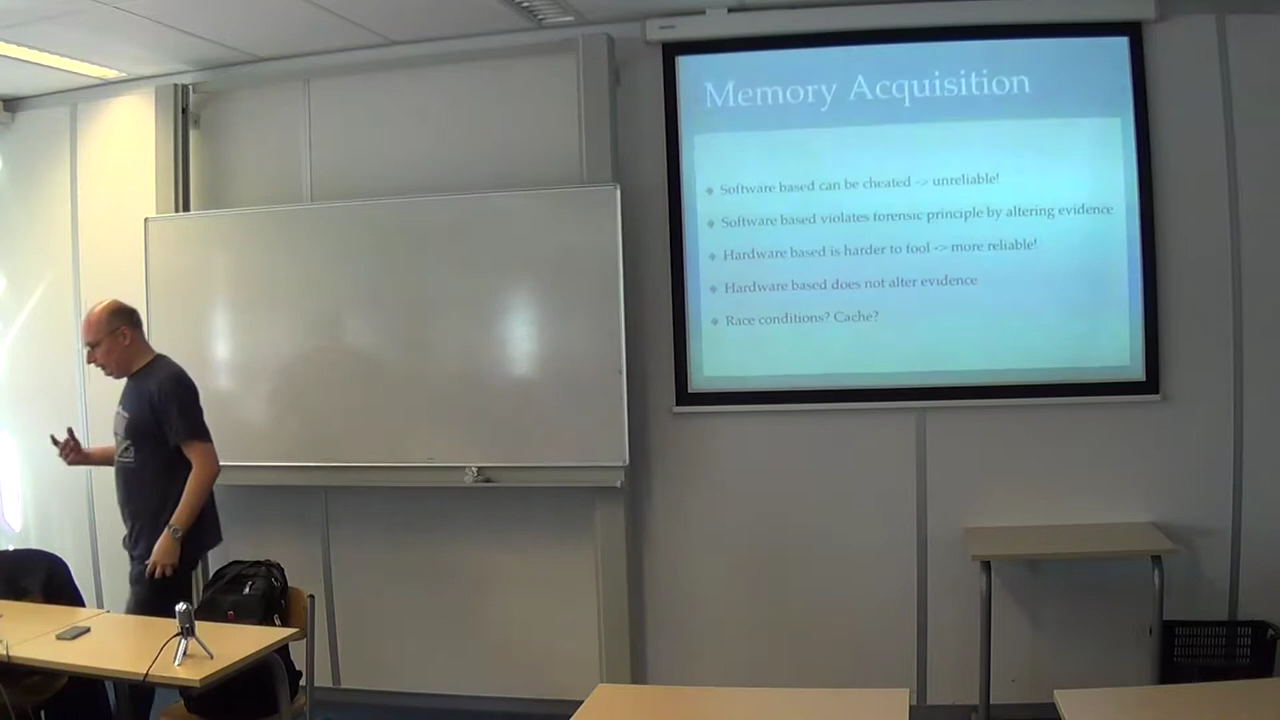 Memory Acquisition
Software based can be cheated -> unreliable!
Software based violates forensic principle by altering evidence
Hardware based is harder to fool -> more reliable!
Hardware based does not alter evidence
Race conditions? Cache?